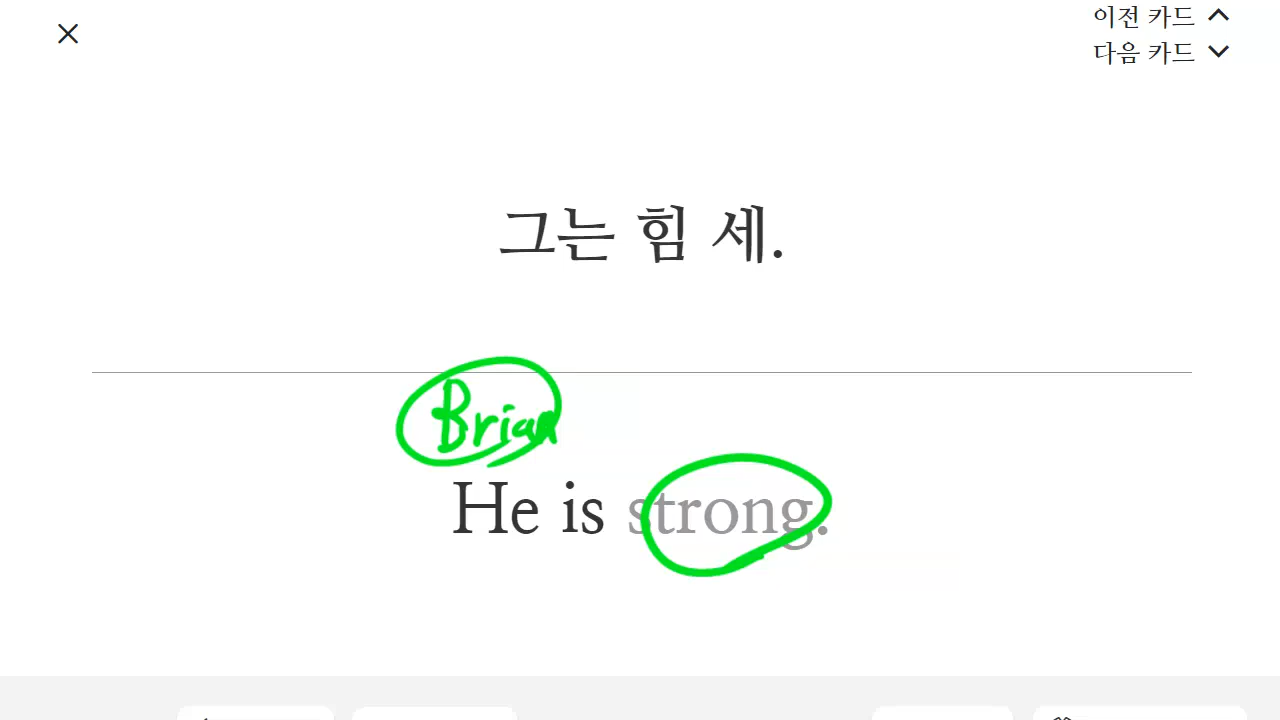 이전 카드
다음 카드
그는 힘 세.
Brian
He is strong.